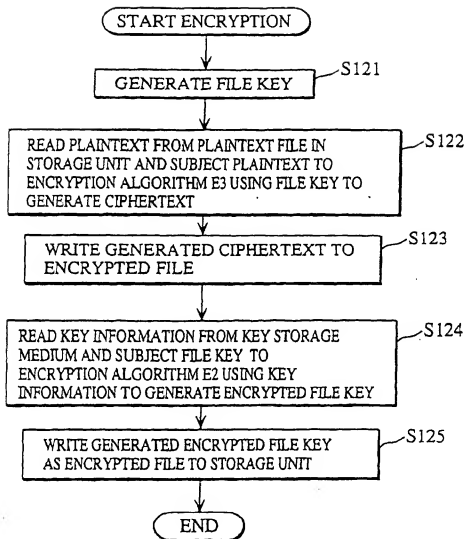 START ENCRYPTION
S121
GENERATE FILE KEY
S122
READ PLAINTEXT FROM PLAINTEXT FILE IN
STORAGE UNIT AND SUBJECT PLAINTEXT TO
ENCRYPTION ALGORITHM E3 USING FILE KEY TO
GENERATE CIPHERTEXT
S123
WRITE GENERATED CIPHERTEXT TO
ENCRYPTED FILE
S124
READ KEY INFORMATION FROM KEY STORAGE
MEDIUM AND SUBJECT FILE KEY TO
ENCRYPTION ALGORITHM E2 USING KEY
INFORMATION TO GENERATE ENCRYPTED FILE KEY
S125
WRITE GENERATED ENCRYPTED FILE KEY
AS ENCRYPTED FILE TO STORAGE UNIT
END